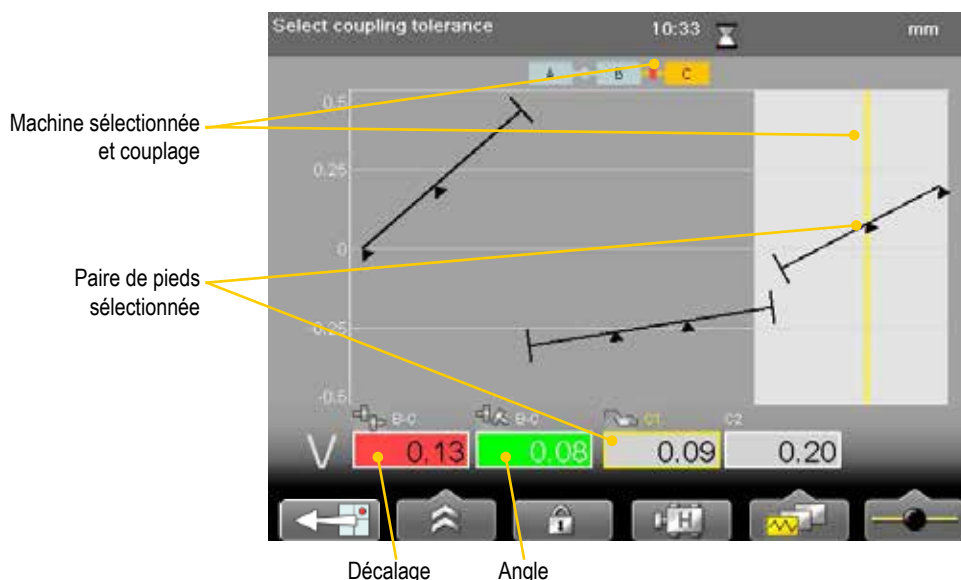 Select coupling tolerance 10:33 mm
A B C
Machine sélectionnée
et couplage
0.5
0.25
0
-0.25
-0.5
Paire de pieds
sélectionnée
B-C B-C C1 C2
V 0.13 0.08 0.09 0.20
H
Décalage Angle